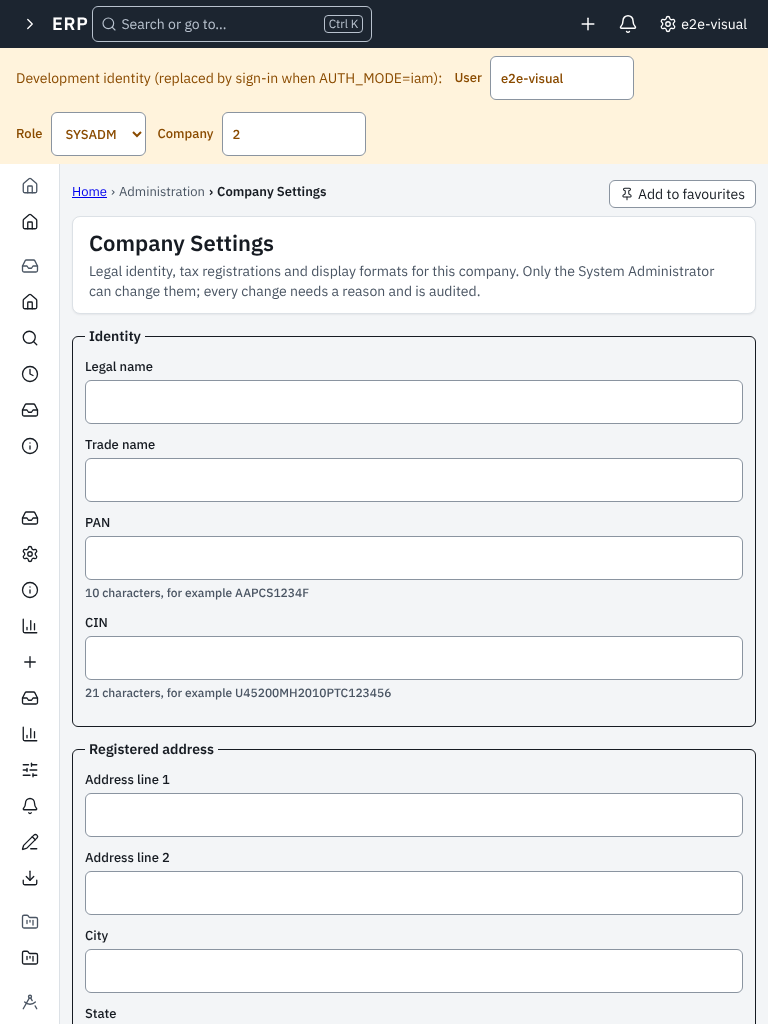 ERP
Search or go to...
Ctrl K
e2e-visual
Development identity (replaced by sign-in when AUTH_MODE=iam): User e2e-visual
Role SYSADM Company 2
Home › Administration › Company Settings
Add to favourites
Company Settings
Legal identity, tax registrations and display formats for this company. Only the System Administrator
can change them; every change needs a reason and is audited.
Identity
Legal name
Trade name
PAN
10 characters, for example AAPCS1234F
CIN
21 characters, for example U45200MH2010PTC123456
Registered address
Address line 1
Address line 2
City
State